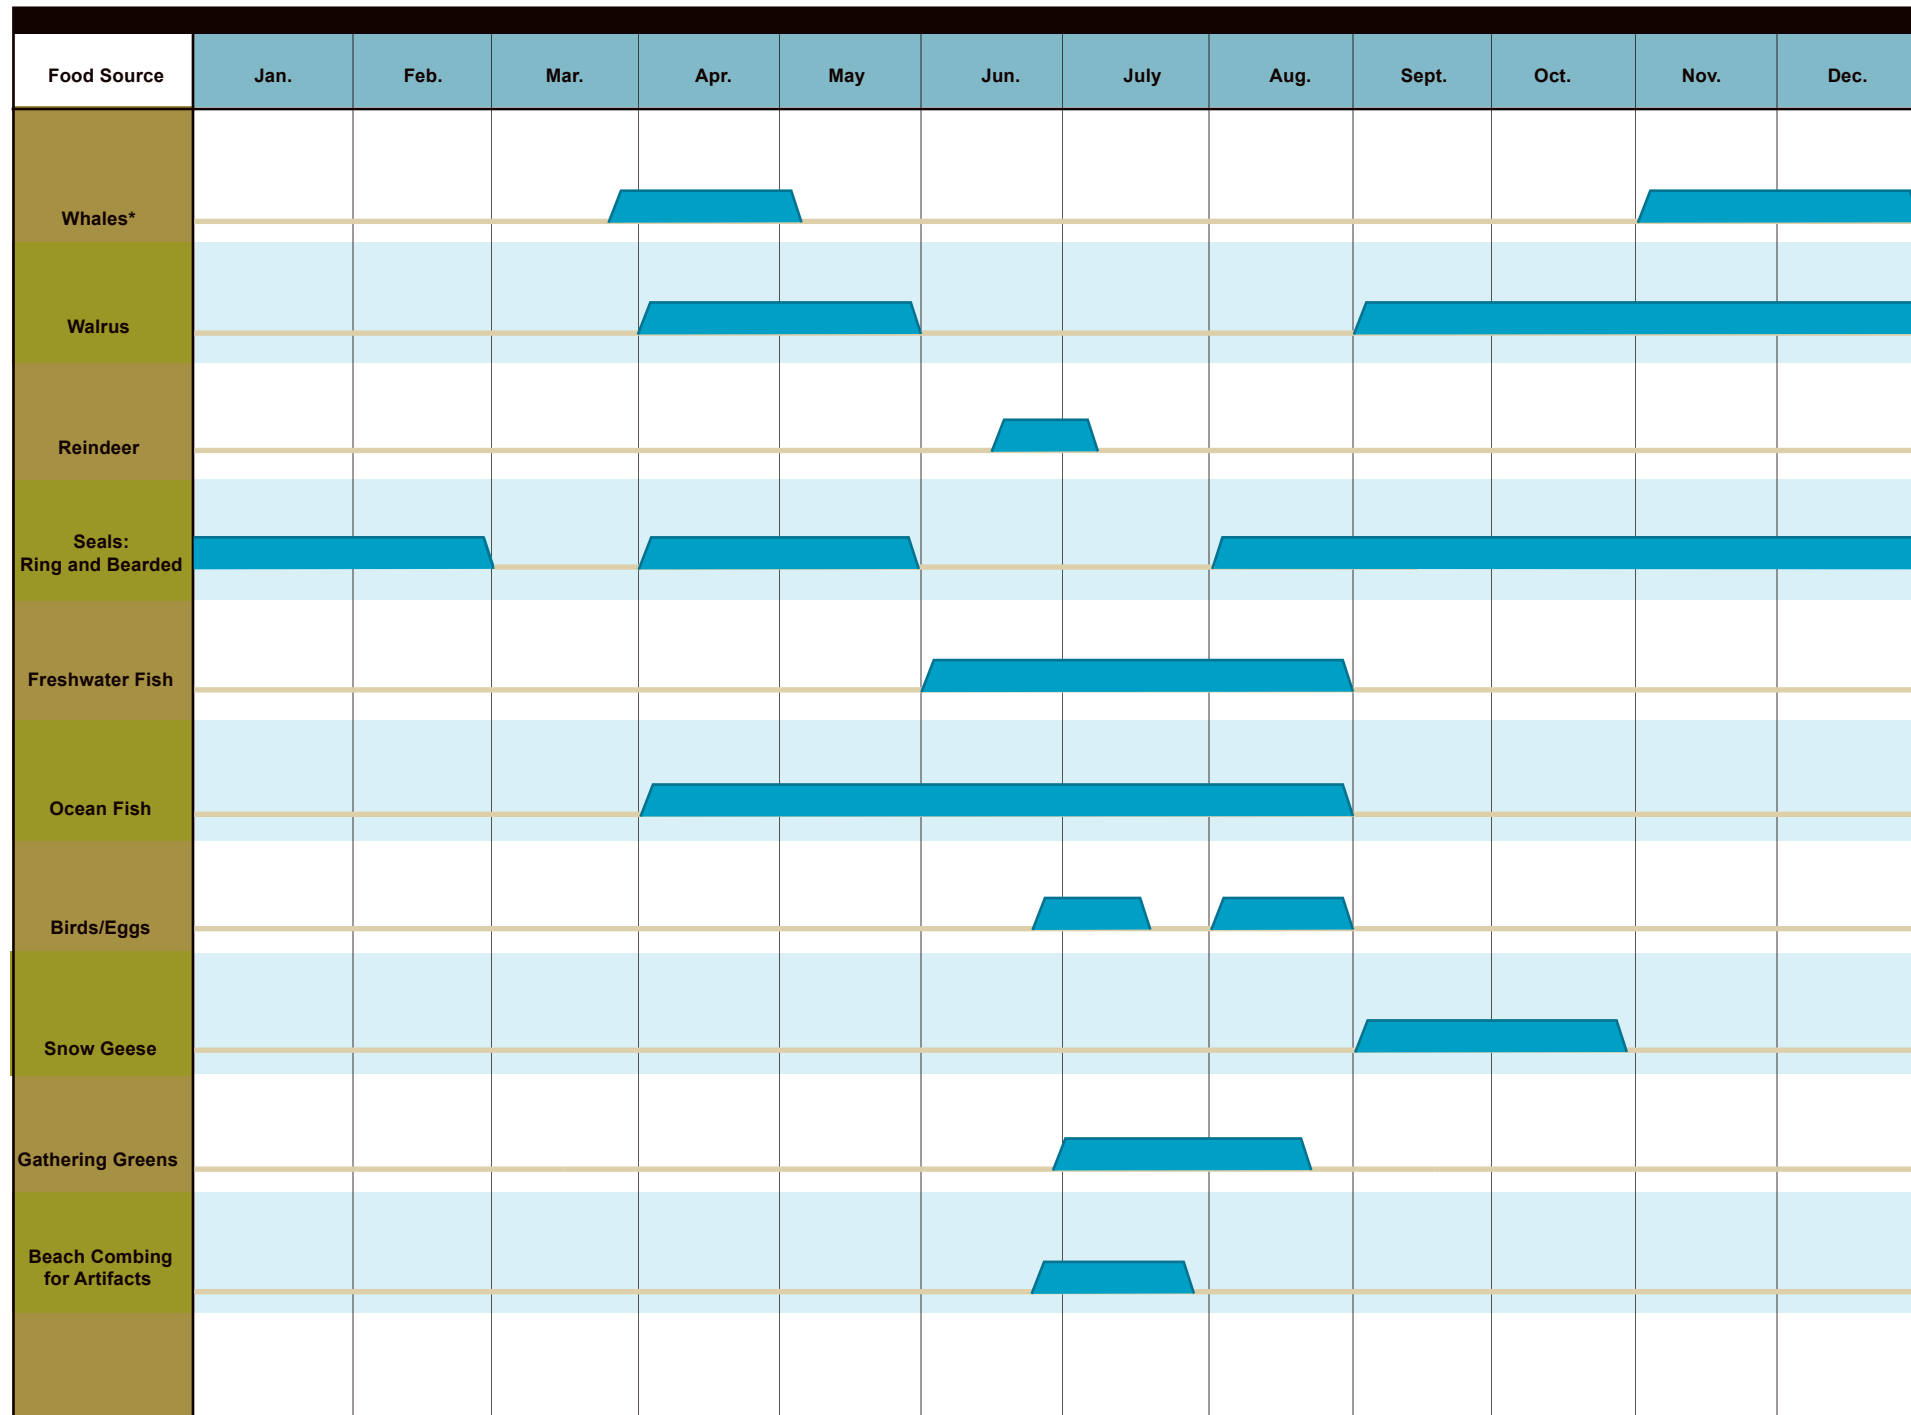 Food Source Jan. Feb. Mar. Apr. May Jun. July Aug. Sept. Oct. Nov. Dec.
Whales*
Walrus
Reindeer
Seals:
Ring and Bearded
Freshwater Fish
Ocean Fish
Birds/Eggs
Snow Geese
Gathering Greens
Beach Combing
for Artifacts